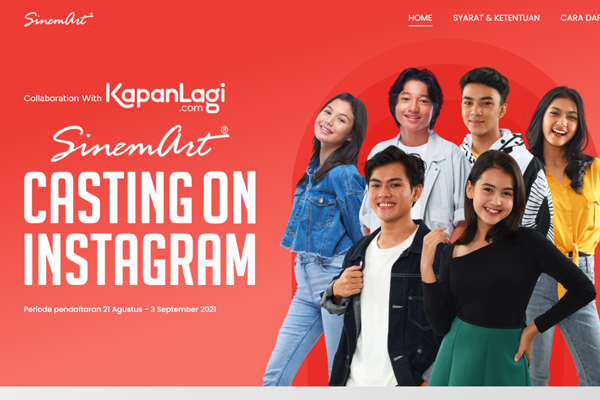 SinemArt®
HOME SYARAT & KETENTUAN CARA DAF
Collaboration With KapanLagi
.com
SinemArt®
CASTING ON
INSTAGRAM
Periode pendaftaran 21 Agustus - 3 September 2021